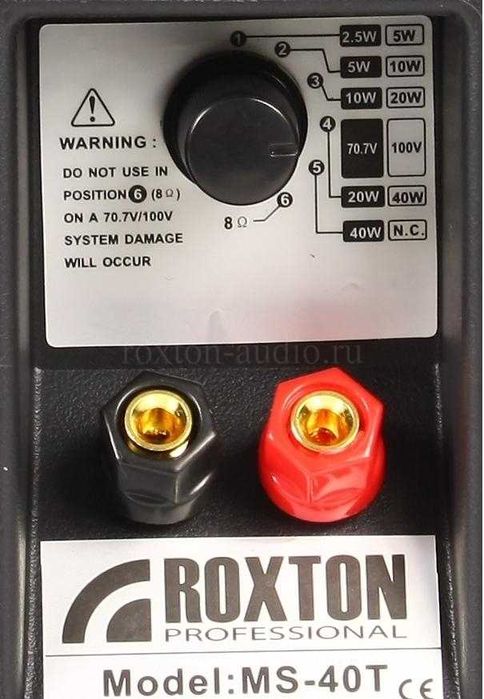 1 2.5W 5W
2 5W 10W
3 10W 20W
4 70.7V 100V
5 20W 40W
40W N.C.
6
8 Ω
WARNING :
DO NOT USE IN
POSITION 6 (8 Ω)
ON A 70.7V/100V
SYSTEM DAMAGE
WILL OCCUR
roxton-audio.ru
ROXTON
PROFESSIONAL
Model:MS-40T CE